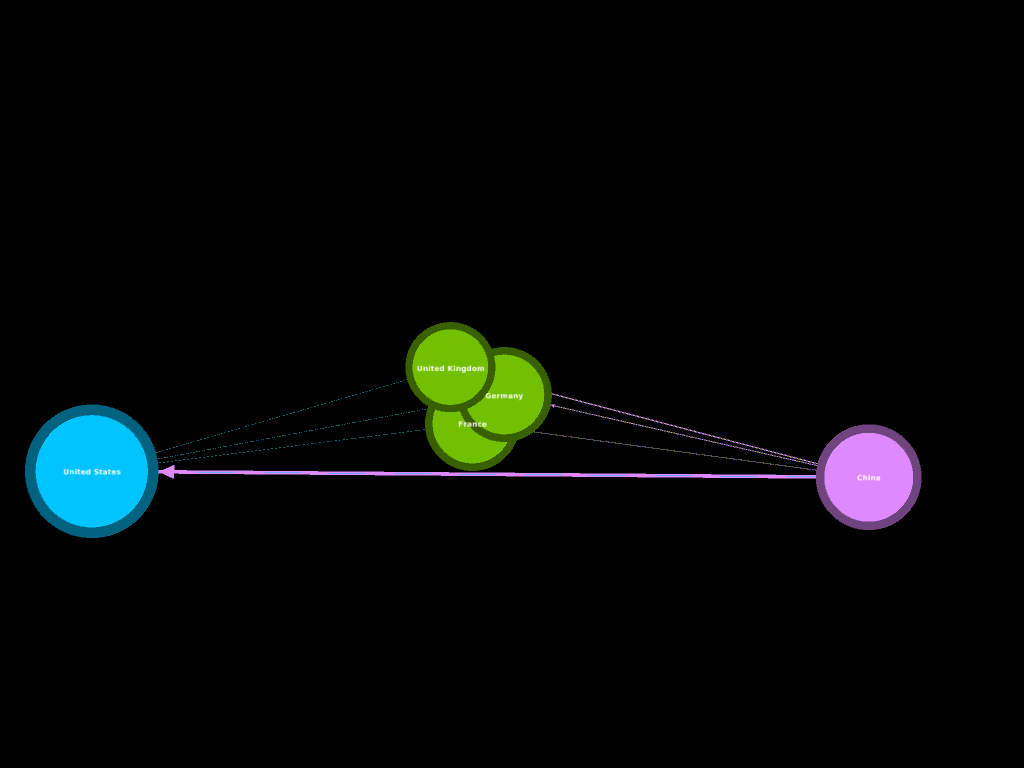 United Kingdom
Germany
France
United States
China